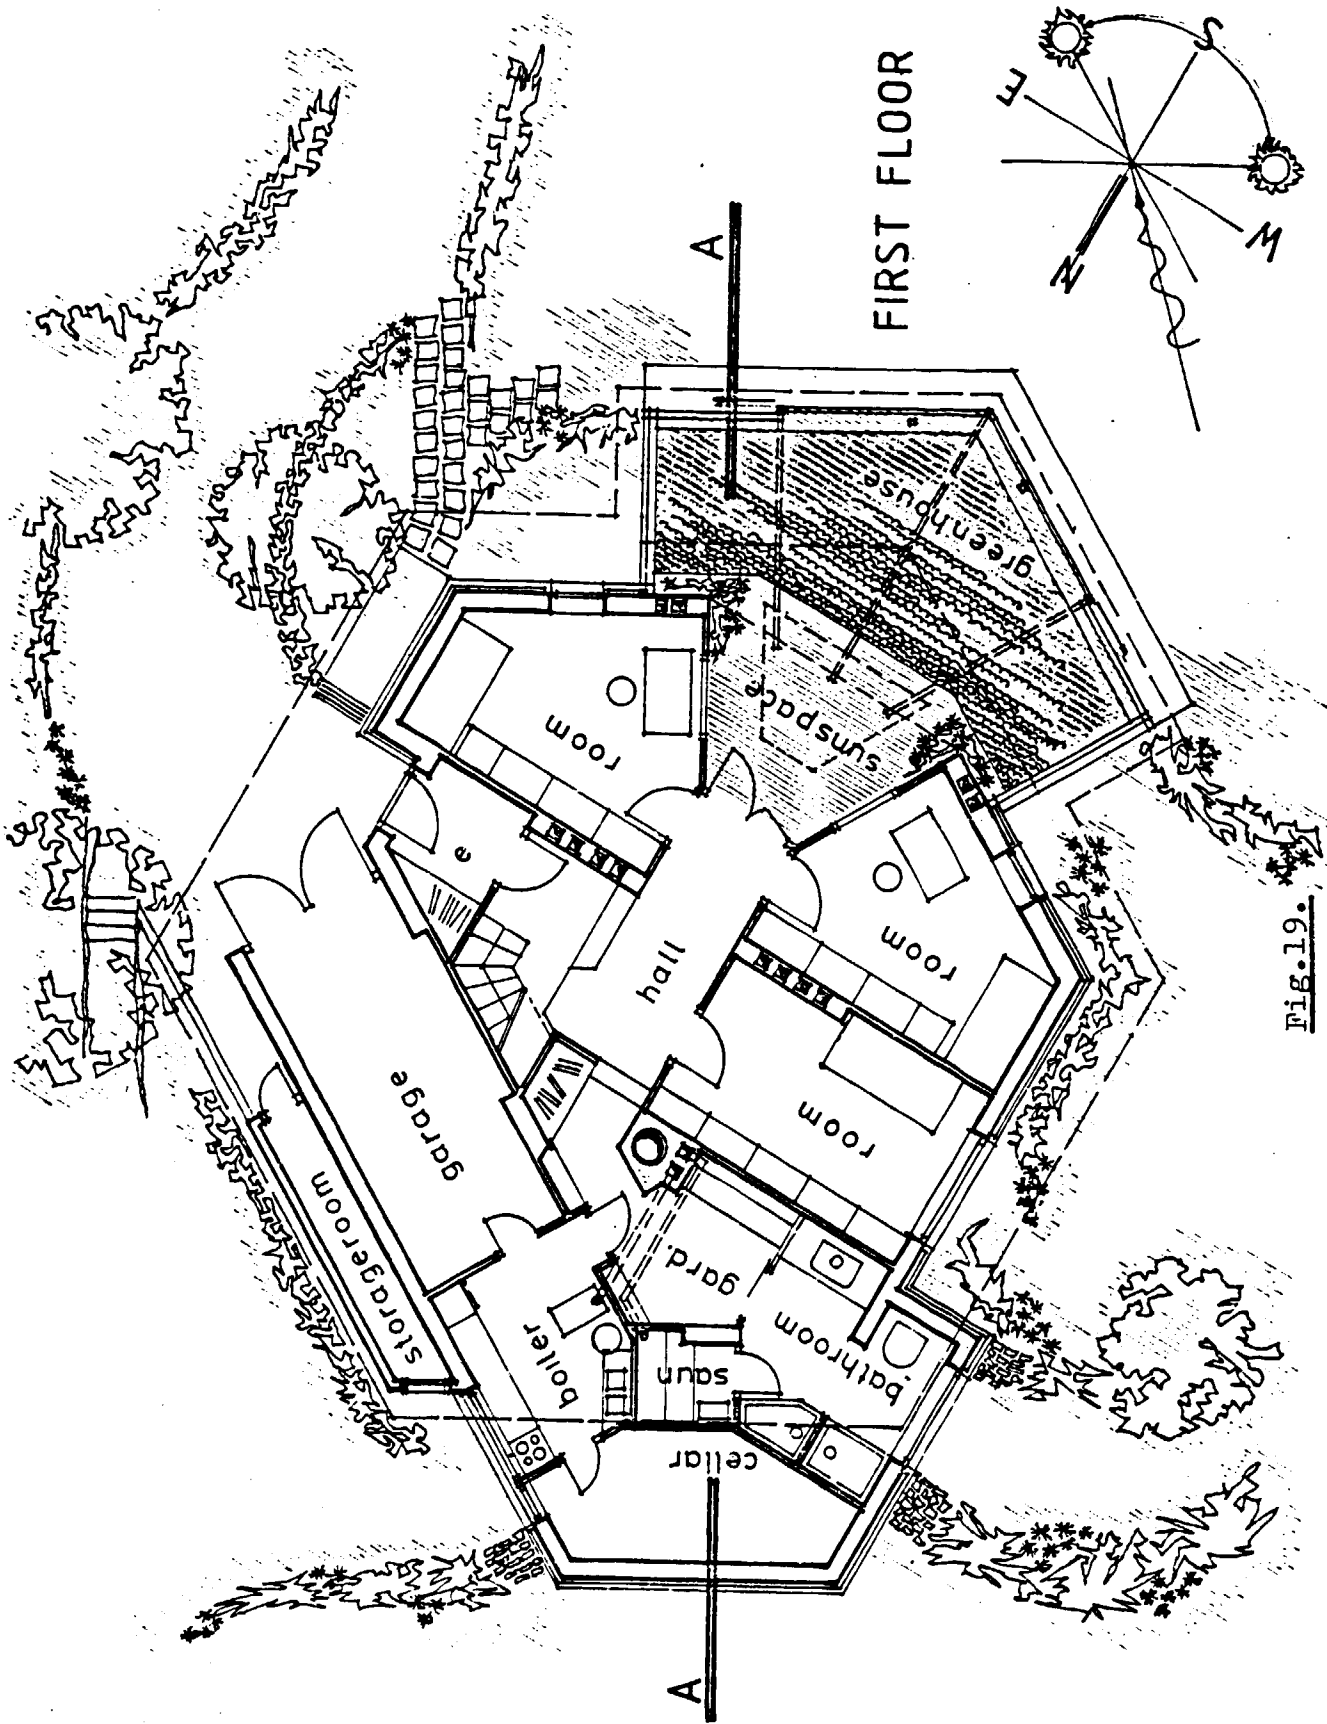 FIRST FLOOR
N
E
S
W
A
A
greenhouse
sunspace
room
e
hall
room
room
garage
storageroom
gard.
boiler
bathroom
saun
cellar
Fig.19.